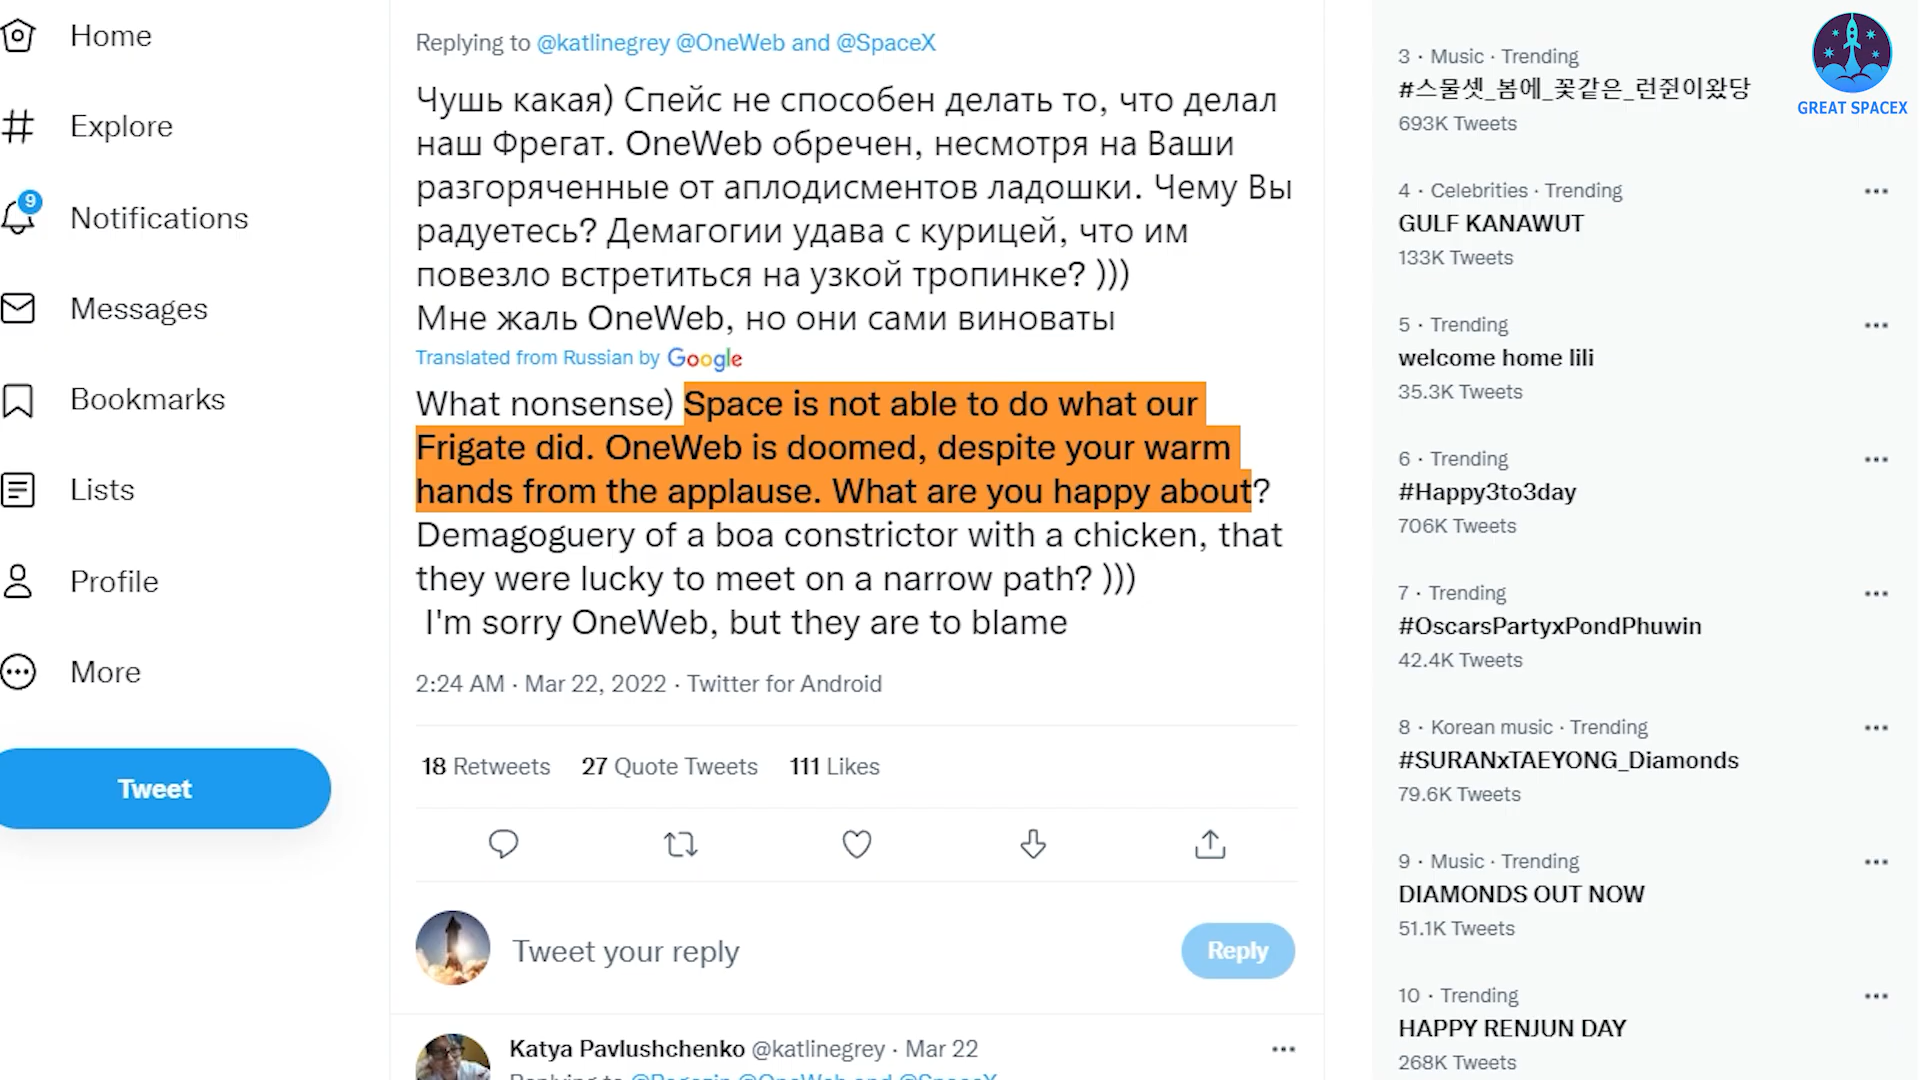 Home
Explore
9
Notifications
Messages
Bookmarks
Lists
Profile
More
Tweet
Replying to @katlinegrey @OneWeb and @SpaceX
Чушь какая) Спейс не способен делать то, что делал
наш Фрегат. OneWeb обречен, несмотря на Ваши
разгоряченные от аплодисментов ладошки. Чему Вы
радуетесь? Демагогии удава с курицей, что им
повезло встретиться на узкой тропинке? )))
Мне жаль OneWeb, но они сами виноваты
Translated from Russian by Google
What nonsense) Space is not able to do what our
Frigate did. OneWeb is doomed, despite your warm
hands from the applause. What are you happy about?
Demagoguery of a boa constrictor with a chicken, that
they were lucky to meet on a narrow path? )))
I'm sorry OneWeb, but they are to blame
2:24 AM · Mar 22, 2022 · Twitter for Android
18 Retweets 27 Quote Tweets 111 Likes
Tweet your reply
Reply
Katya Pavlushchenko @katlinegrey · Mar 22
Replying to @Rogozin @OneWeb and @SpaceX
3 · Music · Trending
#스물셋_봄에_꽃같은_런쥔이왔당
693K Tweets
4 · Celebrities · Trending
GULF KANAWUT
133K Tweets
5 · Trending
welcome home lili
35.3K Tweets
6 · Trending
#Happy3to3day
706K Tweets
7 · Trending
#OscarsPartyxPondPhuwin
42.4K Tweets
8 · Korean music · Trending
#SURANxTAEYONG_Diamonds
79.6K Tweets
9 · Music · Trending
DIAMONDS OUT NOW
51.1K Tweets
10 · Trending
HAPPY RENJUN DAY
268K Tweets
GREAT SPACEX